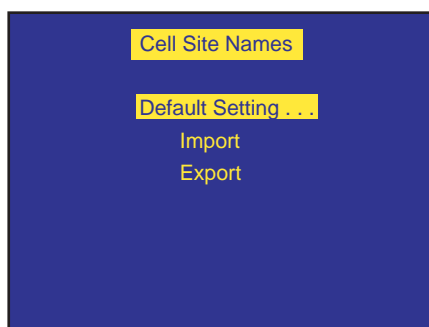 Cell Site Names
Default Setting . . .
Import
Export